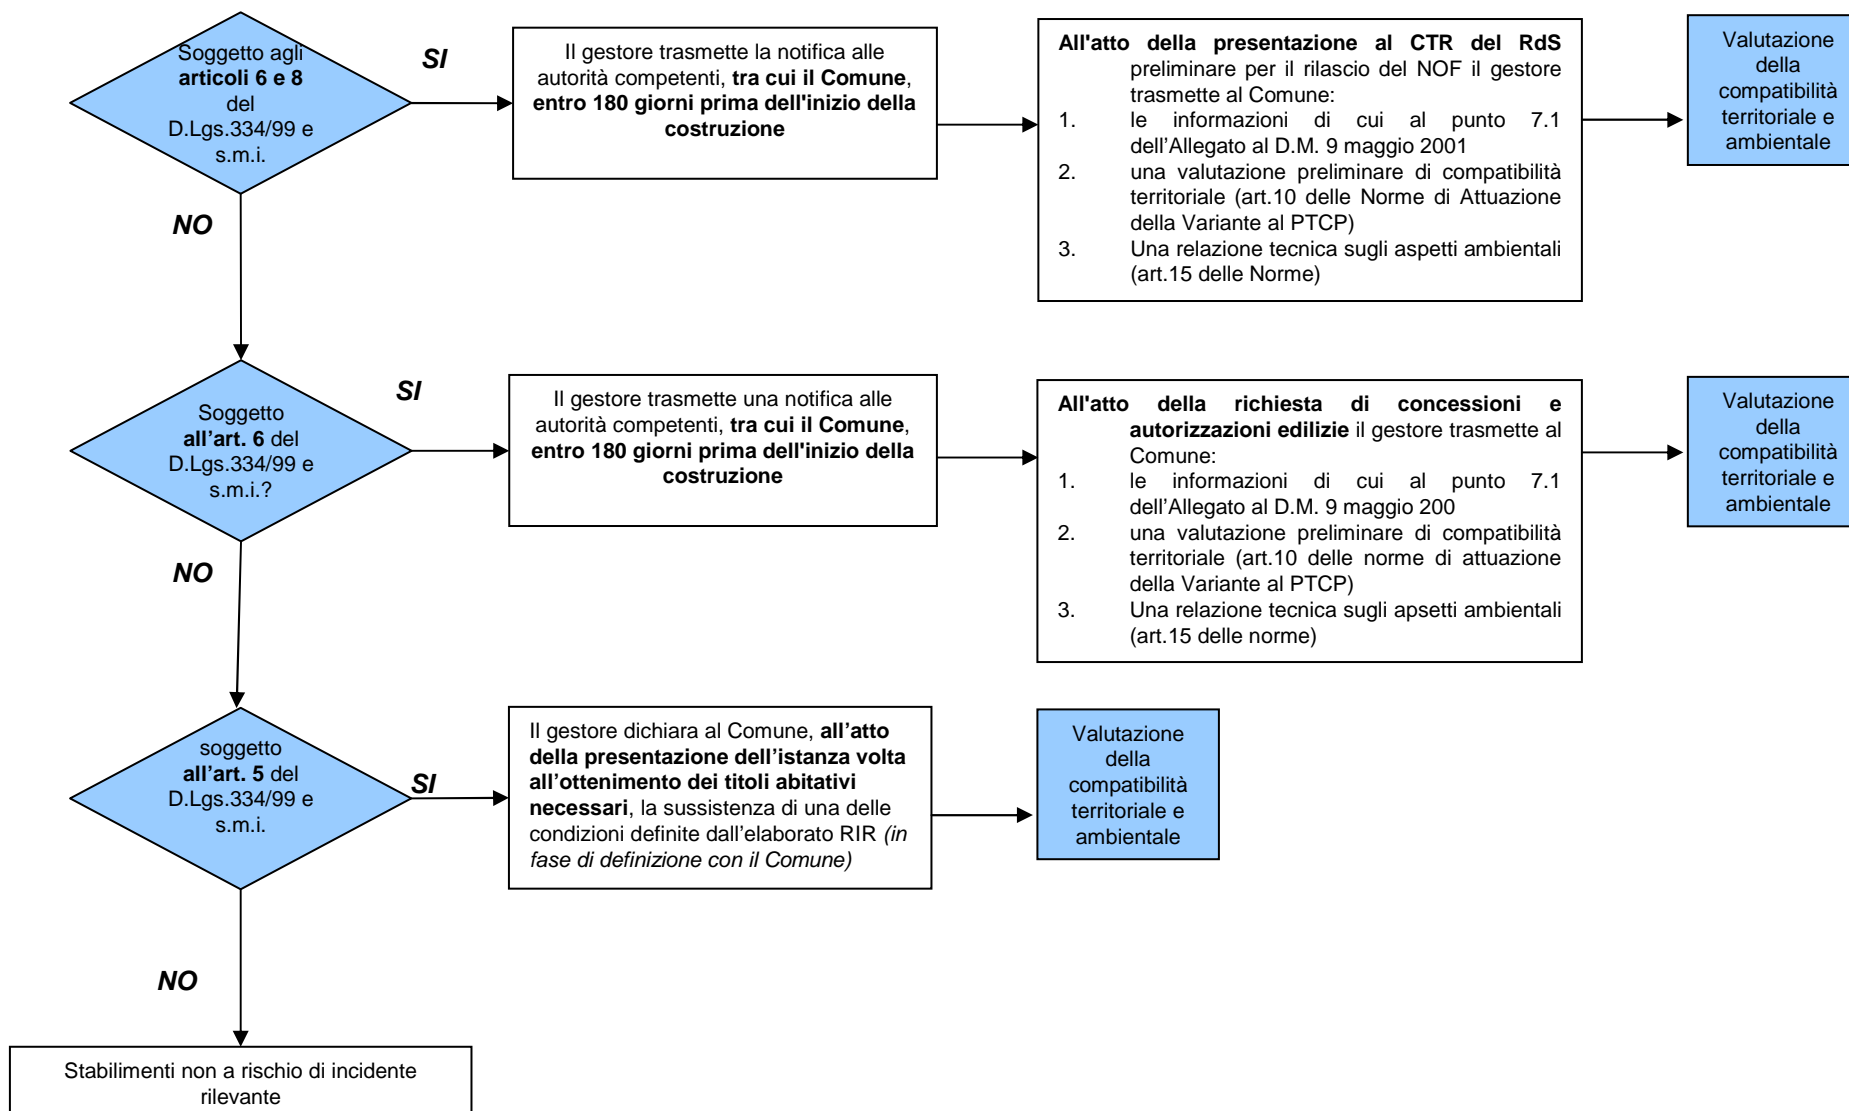 Soggetto agli
articoli 6 e 8
del
D.Lgs.334/99 e
s.m.i.
SI
Il gestore trasmette la notifica alle
autorità competenti, tra cui il Comune,
entro 180 giorni prima dell'inizio della
costruzione
All'atto della presentazione al CTR del RdS
preliminare per il rilascio del NOF il gestore
trasmette al Comune:
1. le informazioni di cui al punto 7.1
dell'Allegato al D.M. 9 maggio 2001
2. una valutazione preliminare di compatibilità
territoriale (art.10 delle Norme di Attuazione
della Variante al PTCP)
3. Una relazione tecnica sugli aspetti ambientali
(art.15 delle Norme)
Valutazione
della
compatibilità
territoriale e
ambientale
NO
Soggetto
all’art. 6 del
D.Lgs.334/99 e
s.m.i.?
SI
Il gestore trasmette una notifica alle
autorità competenti, tra cui il Comune,
entro 180 giorni prima dell'inizio della
costruzione
All'atto della richiesta di concessioni e
autorizzazioni edilizie il gestore trasmette al
Comune:
1. le informazioni di cui al punto 7.1
dell’Allegato al D.M. 9 maggio 200
2. una valutazione preliminare di compatibilità
territoriale (art.10 delle norme di attuazione
della Variante al PTCP)
3. Una relazione tecnica sugli apsetti ambientali
(art.15 delle norme)
Valutazione
della
compatibilità
territoriale e
ambientale
NO
soggetto
all’art. 5 del
D.Lgs.334/99 e
s.m.i.
SI
Il gestore dichiara al Comune, all’atto
della presentazione dell’istanza volta
all’ottenimento dei titoli abitativi
necessari, la sussistenza di una delle
condizioni definite dall’elaborato RIR (in
fase di definizione con il Comune)
Valutazione
della
compatibilità
territoriale e
ambientale
NO
Stabilimenti non a rischio di incidente
rilevante